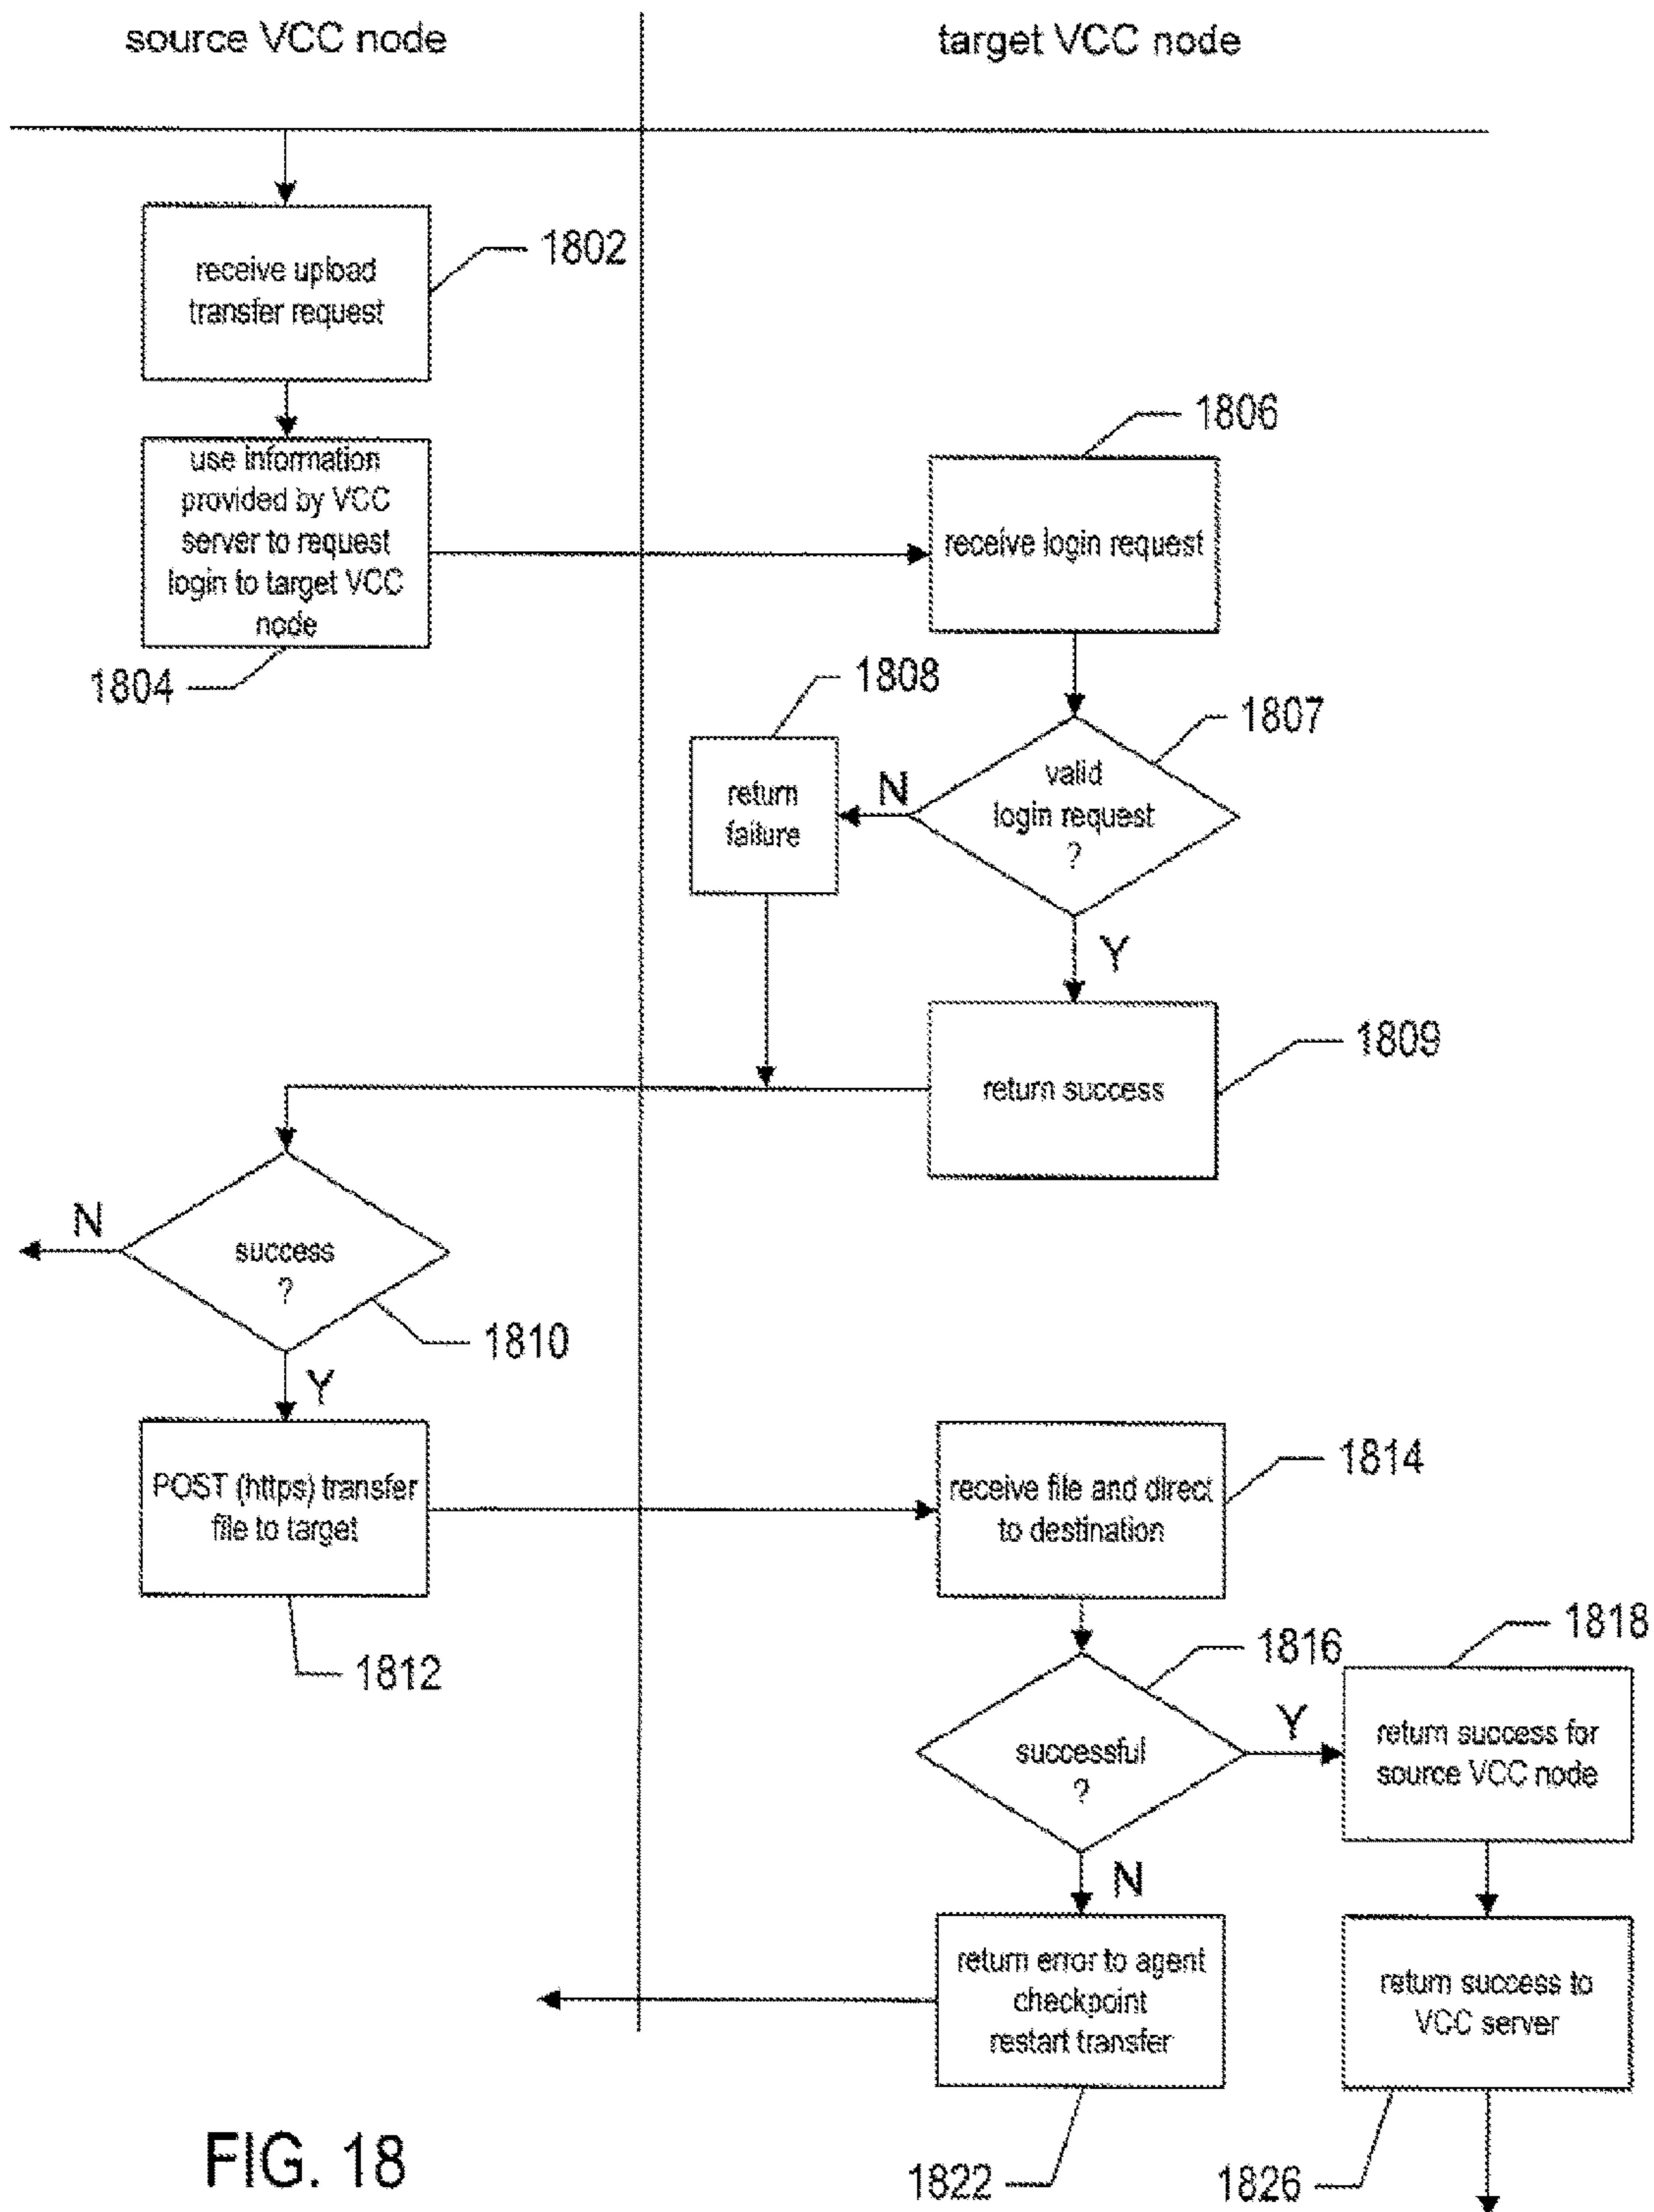 source VCC node
target VCC node
receive upload
transfer request
1802
use information
provided by VCC
server to request
login to target VCC
node
1804
1806
receive login request
1807
valid
login request
?
N
1808
return
failure
Y
1809
return success
success
?
N
1810
Y
POST (https) transfer
file to target
1812
receive file and direct
to destination
1814
1816
successful
?
Y
1818
return success for
source VCC node
N
return error to agent
checkpoint
restart transfer
1822
return success to
VCC server
1826
FIG. 18